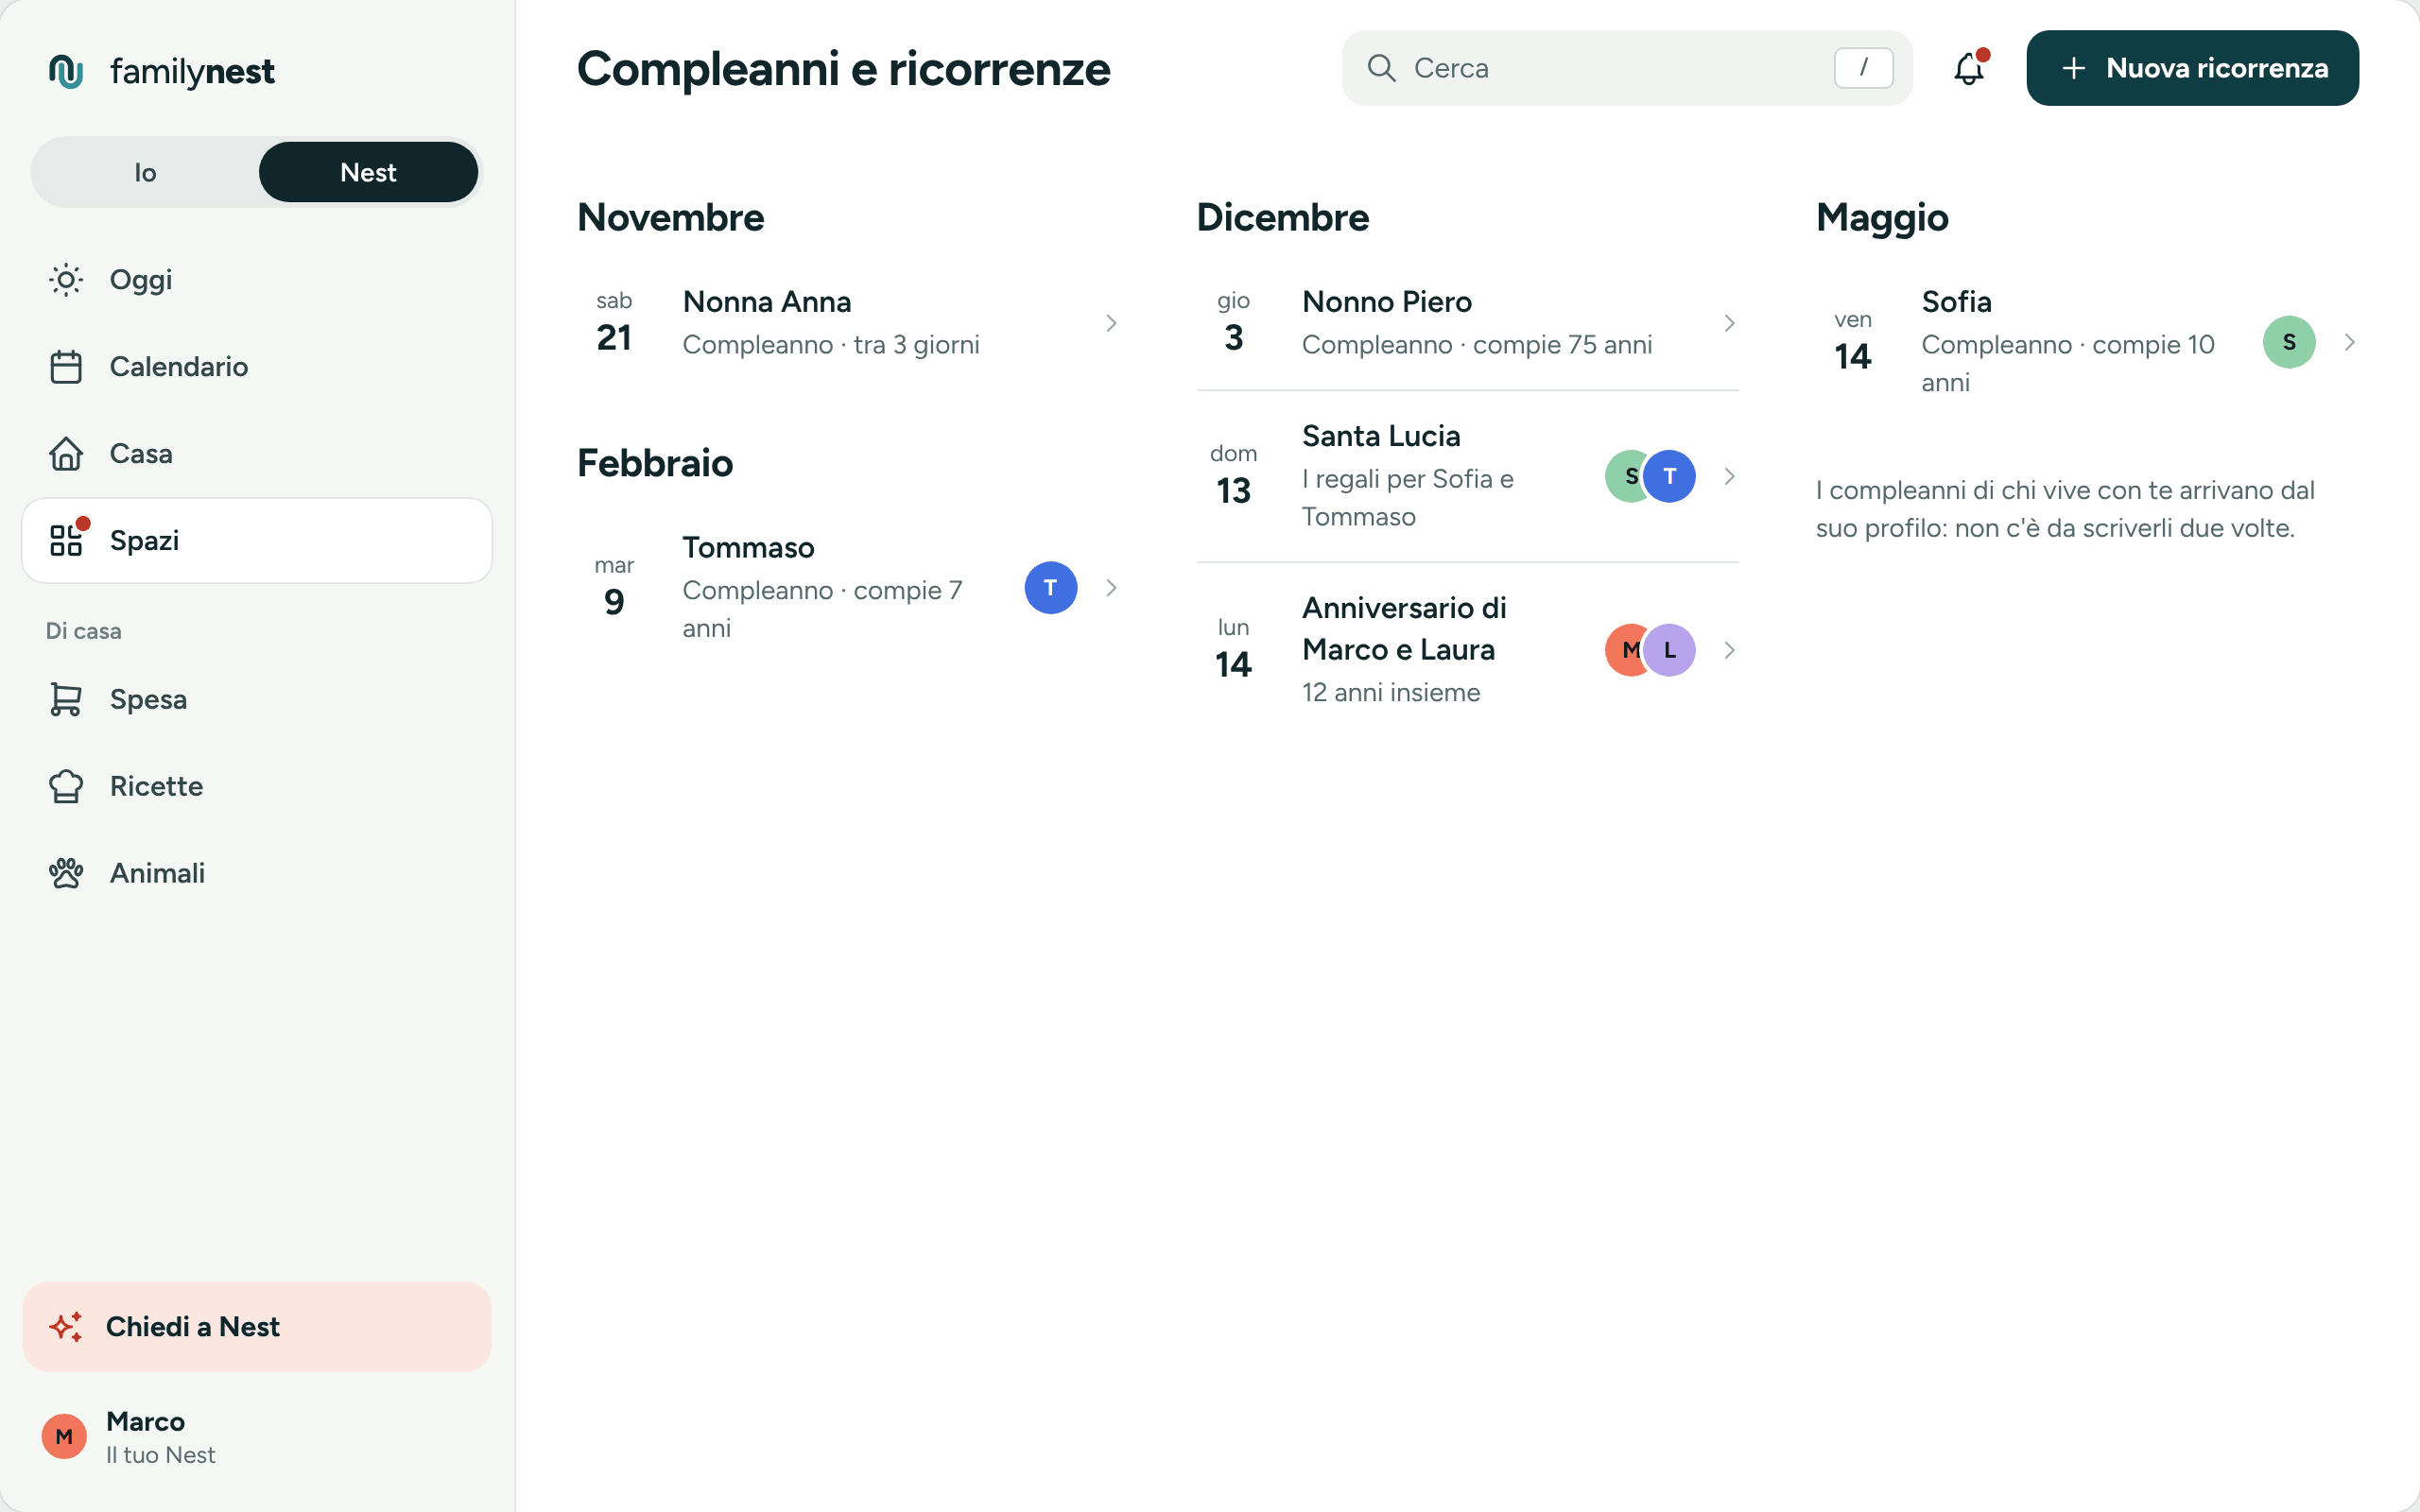 familynest
Io
Nest
Oggi
Calendario
Casa
Spazi
Di casa
Spesa
Ricette
Animali
Chiedi a Nest
M
Marco
Il tuo Nest
Compleanni e ricorrenze
Cerca
/
Nuova ricorrenza
Novembre
sab
21
Nonna Anna
Compleanno · tra 3 giorni
Febbraio
mar
9
Tommaso
Compleanno · compie 7
anni
T
Dicembre
gio
3
Nonno Piero
Compleanno · compie 75 anni
dom
13
Santa Lucia
I regali per Sofia e
Tommaso
S
T
lun
14
Anniversario di
Marco e Laura
12 anni insieme
M
L
Maggio
ven
14
Sofia
Compleanno · compie 10
anni
S
I compleanni di chi vive con te arrivano dal
suo profilo: non c'è da scriverli due volte.